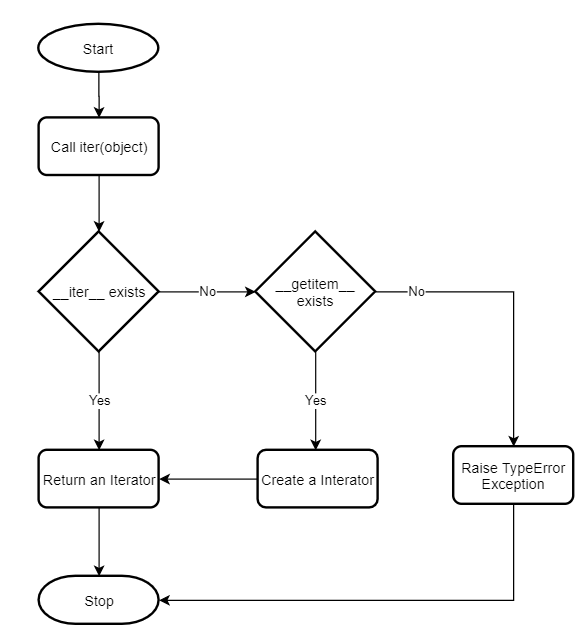 Start
Call iter(object)
__iter__ exists
No
__getitem__
exists
No
Yes
Yes
Return an Iterator
Create a Interator
Raise TypeError
Exception
Stop